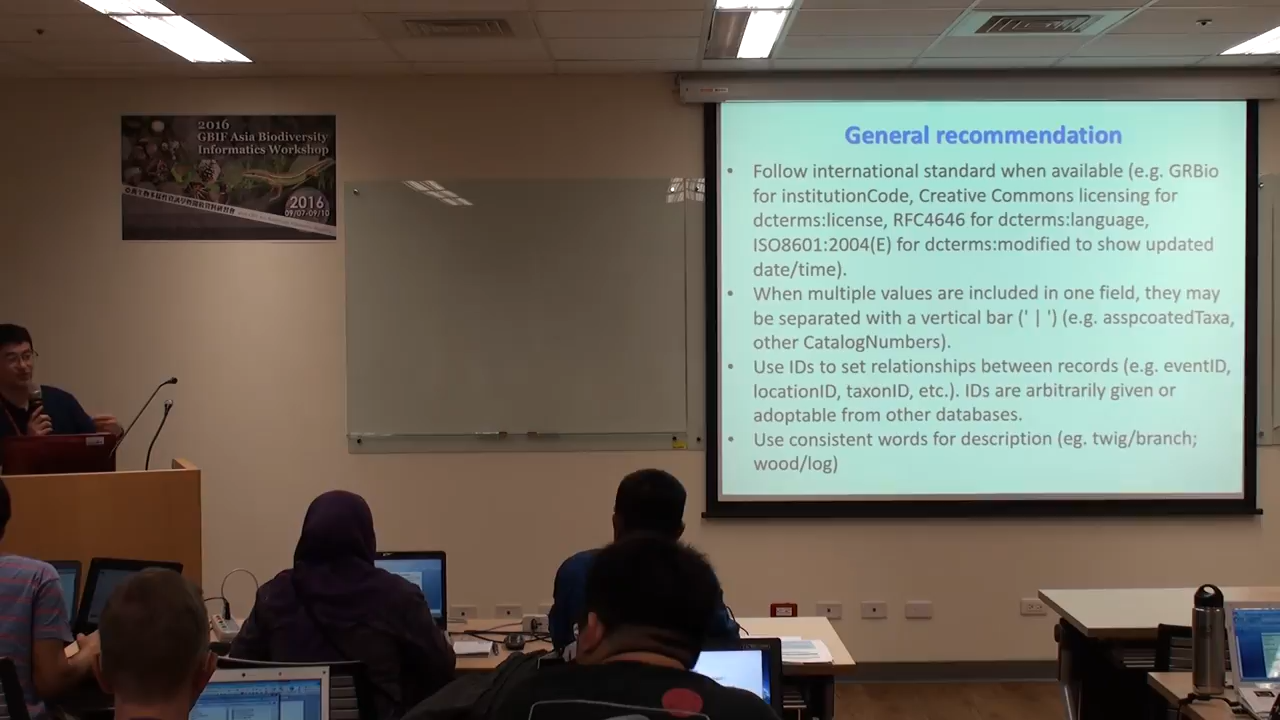 2016
GBIF Asia Biodiversity
Informatics Workshop
2016
09/07-09/10
General recommendation
• Follow international standard when available (e.g. GRBio
for institutionCode, Creative Commons licensing for
dcterms:license, RFC4646 for dcterms:language,
ISO8601:2004(E) for dcterms:modified to show updated
date/time).
• When multiple values are included in one field, they may
be separated with a vertical bar (' | ') (e.g. asspcoatedTaxa,
other CatalogNumbers).
• Use IDs to set relationships between records (e.g. eventID,
locationID, taxonID, etc.). IDs are arbitrarily given or
adoptable from other databases.
• Use consistent words for description (eg. twig/branch;
wood/log)